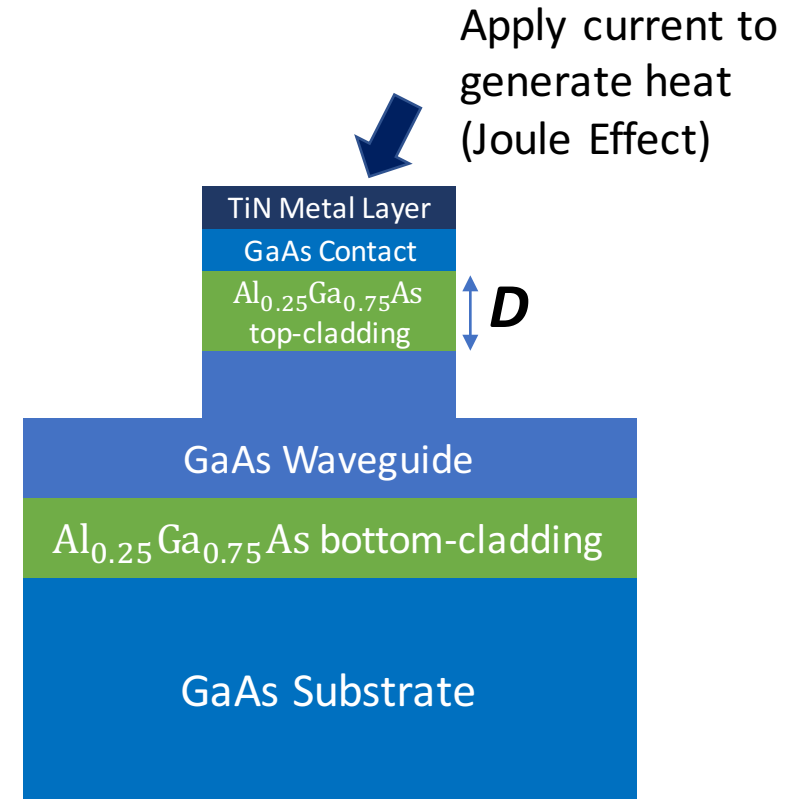 Apply current to
generate heat
(Joule Effect)
TiN Metal Layer
GaAs Contact
Al₀.₂₅Ga₀.₇₅As
top-cladding
D
GaAs Waveguide
Al₀.₂₅Ga₀.₇₅As bottom-cladding
GaAs Substrate